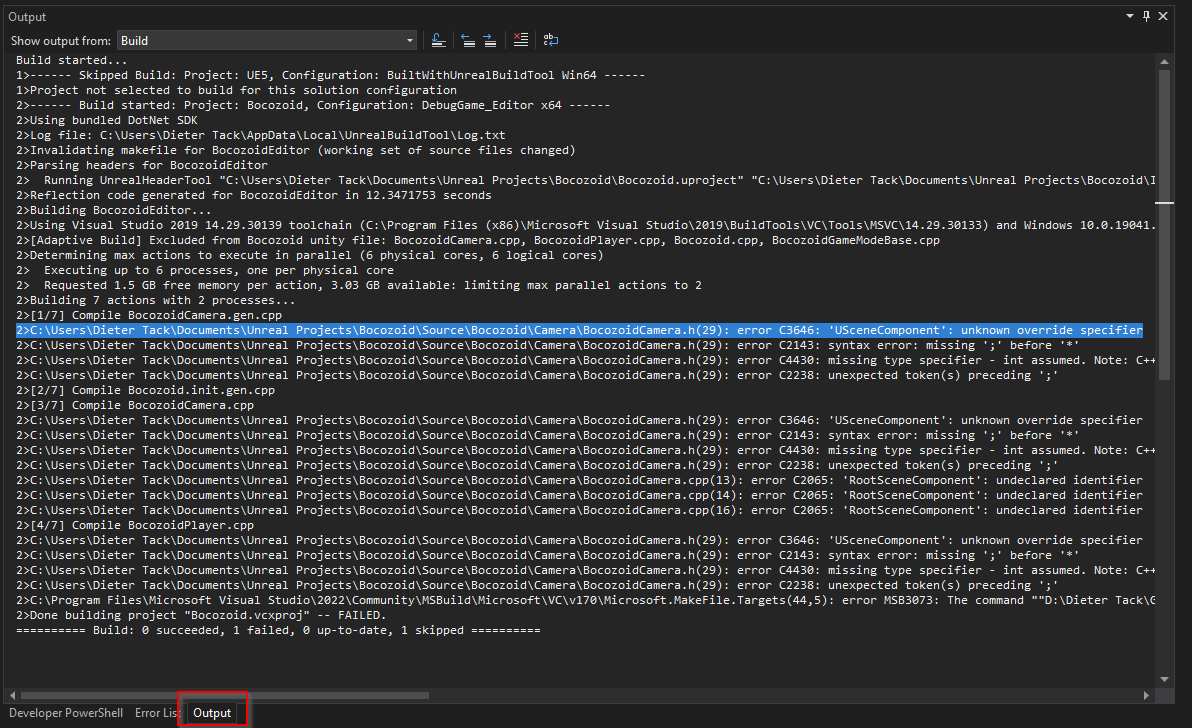 Output
Show output from: Build
Build started...
1>------ Skipped Build: Project: UE5, Configuration: BuiltWithUnrealBuildTool Win64 ------
1>Project not selected to build for this solution configuration
2>------ Build started: Project: Bocozoid, Configuration: DebugGame_Editor x64 ------
2>Using bundled DotNet SDK
2>Log file: C:\Users\Dieter Tack\AppData\Local\UnrealBuildTool\Log.txt
2>Invalidating makefile for BocozoidEditor (working set of source files changed)
2>Parsing headers for BocozoidEditor
2>  Running UnrealHeaderTool "C:\Users\Dieter Tack\Documents\Unreal Projects\Bocozoid\Bocozoid.uproject" "C:\Users\Dieter Tack\Documents\Unreal Projects\Bocozoid\I
2>Reflection code generated for BocozoidEditor in 12.3471753 seconds
2>Building BocozoidEditor...
2>Using Visual Studio 2019 14.29.30139 toolchain (C:\Program Files (x86)\Microsoft Visual Studio\2019\BuildTools\VC\Tools\MSVC\14.29.30133) and Windows 10.0.19041.
2>[Adaptive Build] Excluded from Bocozoid unity file: BocozoidCamera.cpp, BocozoidPlayer.cpp, Bocozoid.cpp, BocozoidGameModeBase.cpp
2>Determining max actions to execute in parallel (6 physical cores, 6 logical cores)
2>  Executing up to 6 processes, one per physical core
2>  Requested 1.5 GB free memory per action, 3.03 GB available: limiting max parallel actions to 2
2>Building 7 actions with 2 processes...
2>[1/7] Compile BocozoidCamera.gen.cpp
2>C:\Users\Dieter Tack\Documents\Unreal Projects\Bocozoid\Source\Bocozoid\Camera\BocozoidCamera.h(29): error C3646: 'USceneComponent': unknown override specifier
2>C:\Users\Dieter Tack\Documents\Unreal Projects\Bocozoid\Source\Bocozoid\Camera\BocozoidCamera.h(29): error C2143: syntax error: missing ';' before '*'
2>C:\Users\Dieter Tack\Documents\Unreal Projects\Bocozoid\Source\Bocozoid\Camera\BocozoidCamera.h(29): error C4430: missing type specifier - int assumed. Note: C++
2>C:\Users\Dieter Tack\Documents\Unreal Projects\Bocozoid\Source\Bocozoid\Camera\BocozoidCamera.h(29): error C2238: unexpected token(s) preceding ';'
2>[2/7] Compile Bocozoid.init.gen.cpp
2>[3/7] Compile BocozoidCamera.cpp
2>C:\Users\Dieter Tack\Documents\Unreal Projects\Bocozoid\Source\Bocozoid\Camera\BocozoidCamera.h(29): error C3646: 'USceneComponent': unknown override specifier
2>C:\Users\Dieter Tack\Documents\Unreal Projects\Bocozoid\Source\Bocozoid\Camera\BocozoidCamera.h(29): error C2143: syntax error: missing ';' before '*'
2>C:\Users\Dieter Tack\Documents\Unreal Projects\Bocozoid\Source\Bocozoid\Camera\BocozoidCamera.h(29): error C4430: missing type specifier - int assumed. Note: C++
2>C:\Users\Dieter Tack\Documents\Unreal Projects\Bocozoid\Source\Bocozoid\Camera\BocozoidCamera.h(29): error C2238: unexpected token(s) preceding ';'
2>C:\Users\Dieter Tack\Documents\Unreal Projects\Bocozoid\Source\Bocozoid\Camera\BocozoidCamera.cpp(13): error C2065: 'RootSceneComponent': undeclared identifier
2>C:\Users\Dieter Tack\Documents\Unreal Projects\Bocozoid\Source\Bocozoid\Camera\BocozoidCamera.cpp(14): error C2065: 'RootSceneComponent': undeclared identifier
2>C:\Users\Dieter Tack\Documents\Unreal Projects\Bocozoid\Source\Bocozoid\Camera\BocozoidCamera.cpp(16): error C2065: 'RootSceneComponent': undeclared identifier
2>[4/7] Compile BocozoidPlayer.cpp
2>C:\Users\Dieter Tack\Documents\Unreal Projects\Bocozoid\Source\Bocozoid\Camera\BocozoidCamera.h(29): error C3646: 'USceneComponent': unknown override specifier
2>C:\Users\Dieter Tack\Documents\Unreal Projects\Bocozoid\Source\Bocozoid\Camera\BocozoidCamera.h(29): error C2143: syntax error: missing ';' before '*'
2>C:\Users\Dieter Tack\Documents\Unreal Projects\Bocozoid\Source\Bocozoid\Camera\BocozoidCamera.h(29): error C4430: missing type specifier - int assumed. Note: C++
2>C:\Users\Dieter Tack\Documents\Unreal Projects\Bocozoid\Source\Bocozoid\Camera\BocozoidCamera.h(29): error C2238: unexpected token(s) preceding ';'
2>C:\Program Files\Microsoft Visual Studio\2022\Community\MSBuild\Microsoft\VC\v170\Microsoft.MakeFile.Targets(44,5): error MSB3073: The command ""D:\Dieter Tack\G
2>Done building project "Bocozoid.vcxproj" -- FAILED.
========== Build: 0 succeeded, 1 failed, 0 up-to-date, 1 skipped ==========
Developer PowerShell Error List Output